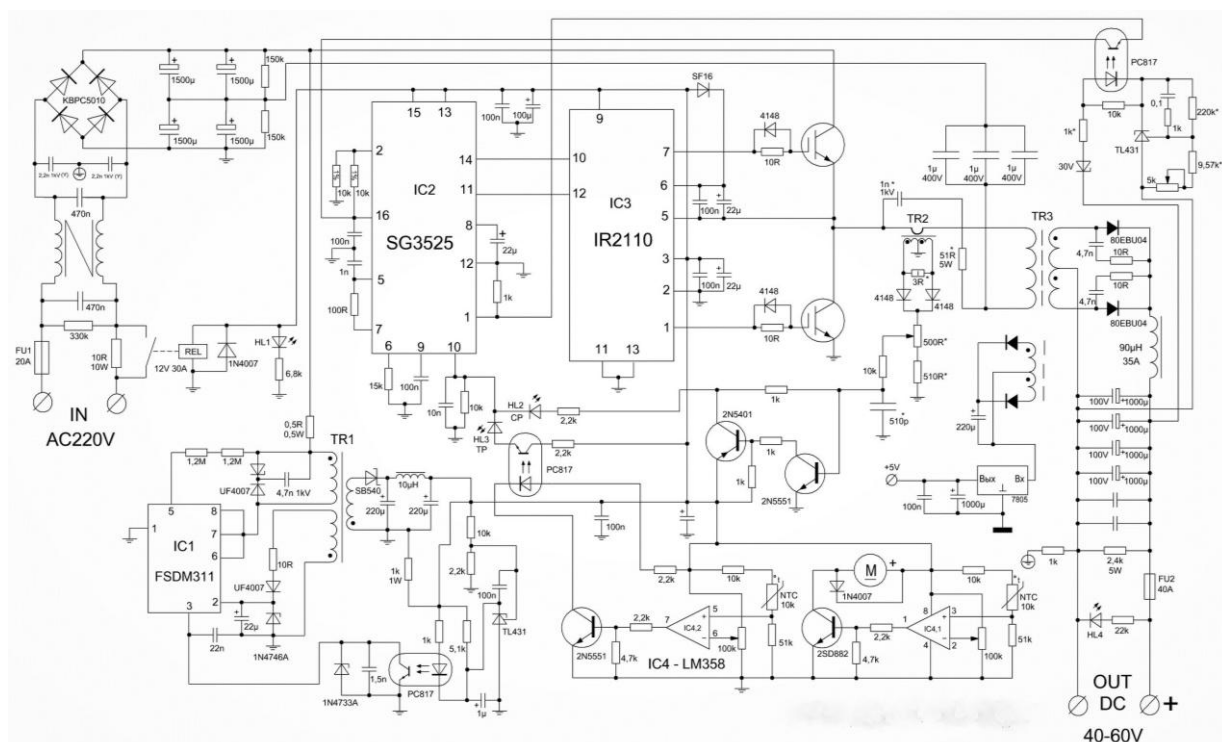 KBPC5010
1500µ
1500µ
150k
1500µ
1500µ
150k
2,2n 1kV (Y)
2,2n 1kV (Y)
470n
470n
330k
FU1
20A
10R
10W
REL
12V 30A
1N4007
HL1
6,8k
IN
AC220V
15
13
2
10k
10k
16
100n
1n
5
100R
7
6
9
10
15k
100n
10n
10k
IC2
SG3525
14
11
8
12
1
22µ
1k
100n
100µ
9
10
12
IC3
IR2110
7
6
5
3
2
1
11
13
SF16
100n
22µ
100n
22µ
4148
10R
4148
10R
1µ
400V
1µ
400V
1µ
400V
1n*
1kV
TR2
3R*
4148
4148
51R*
5W
500R*
510R*
10k
510p*
TR3
4,7n
10R
4,7n
10R
80EBU04
80EBU04
90µH
35A
PC817
10k
0,1
1k
220k*
1k*
30V
TL431
5k
9,57k*
220µ
+5V
Вых
Вх
7805
100n
1000µ
100V
1000µ
100V
1000µ
100V
1000µ
100V
1000µ
1k
2,4k
5W
FU2
40A
HL4
22k
OUT
DC
+
40-60V
HL2
CP
HL3
TP
2,2k
2,2k
PC817
1k
2N5401
1k
1k
2N5551
100n
0,5R
0,5W
1,2M
1,2M
UF4007
4,7n 1kV
TR1
SB540
10µH
220µ
220µ
5
8
7
6
1
IC1
FSDM311
2
3
10R
UF4007
22µ
22n
1N4746A
1k
1W
10k
2,2k
100n
TL431
1k
5,1k
1N4733A
1,5n
PC817
1µ
2,2k
10k
NTC
10k
7
5
6
IC4,2
2,2k
2N5551
4,7k
100k
51k
IC4 - LM358
M
+
1N4007
2SD882
4,7k
2,2k
1
8
3
IC4,1
4
2
10k
NTC
10k
100k
51k